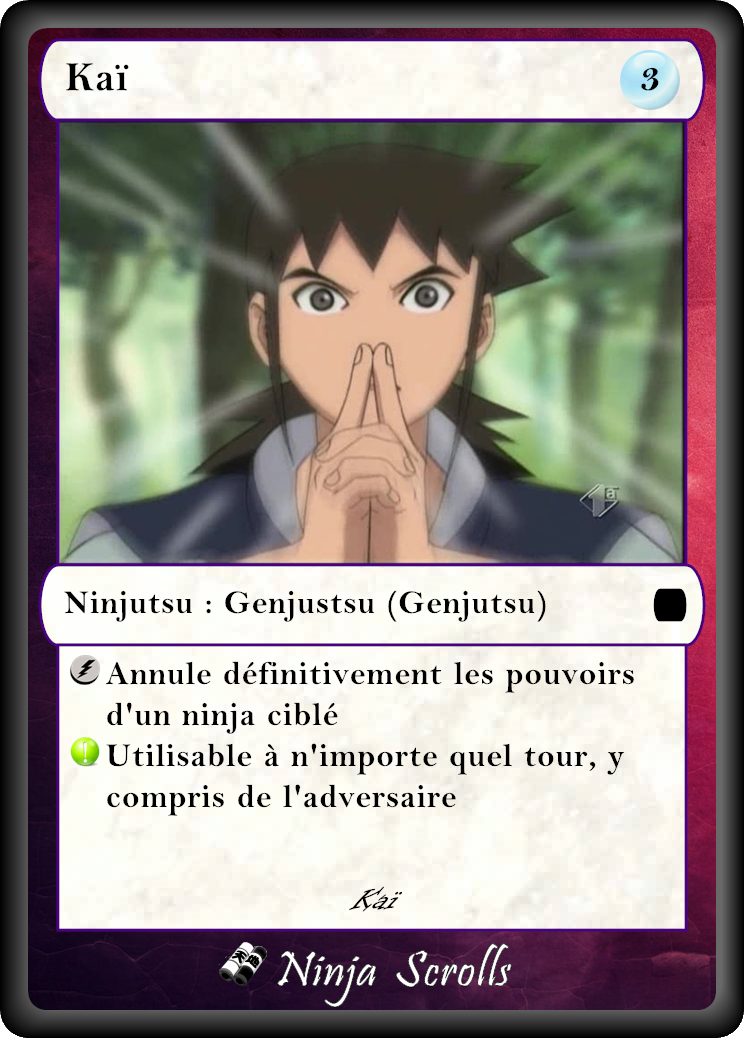 Kaï
3
Ninjutsu : Genjustsu (Genjutsu)
Annule définitivement les pouvoirs
d'un ninja ciblé
Utilisable à n'importe quel tour, y
compris de l'adversaire
Kaï
Ninja Scrolls